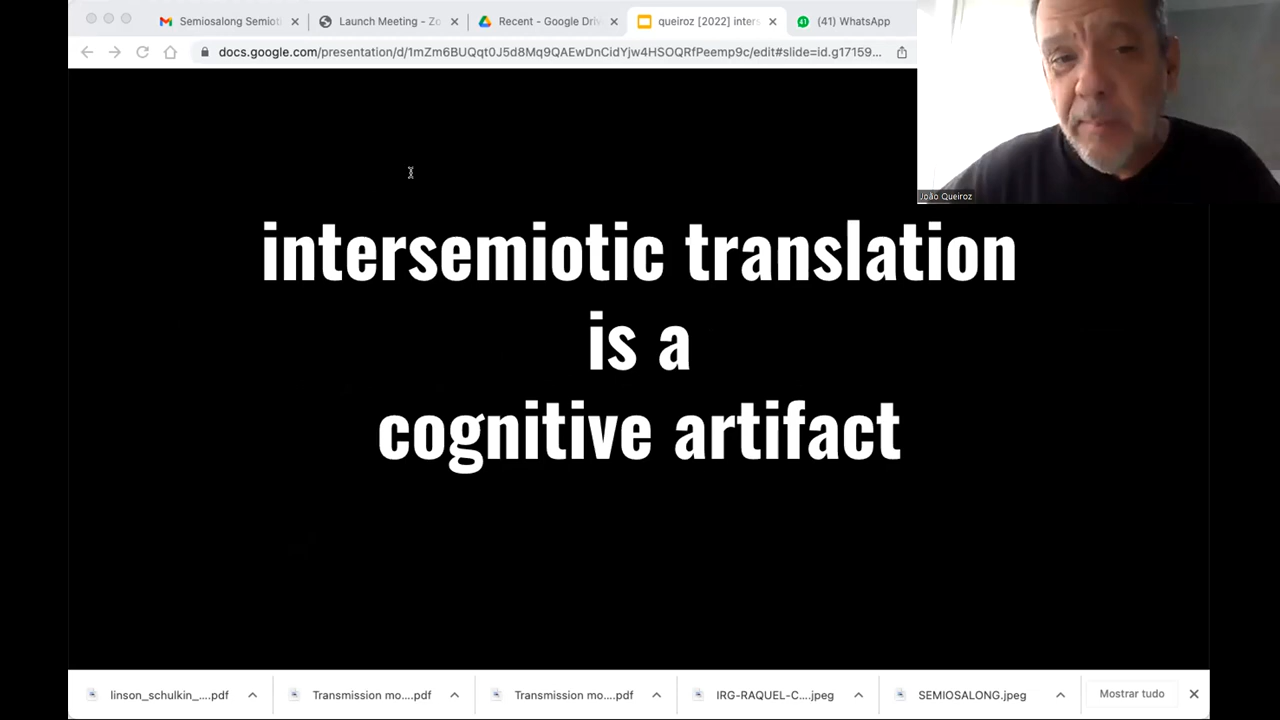 Semiosalong Semioti
Launch Meeting - Zo
Recent - Google Driv
queiroz [2022] inters
(41) WhatsApp
docs.google.com/presentation/d/1mZm6BUQqt0J5d8Mq9QAEwDnCidYjw4HSOQRfPeemp9c/edit#slide=id.g17159...
João Queiroz
intersemiotic translation
is a
cognitive artifact
linson_schulkin_....pdf
Transmission mo....pdf
Transmission mo....pdf
IRG-RAQUEL-C....jpeg
SEMIOSALONG.jpeg
Mostrar tudo